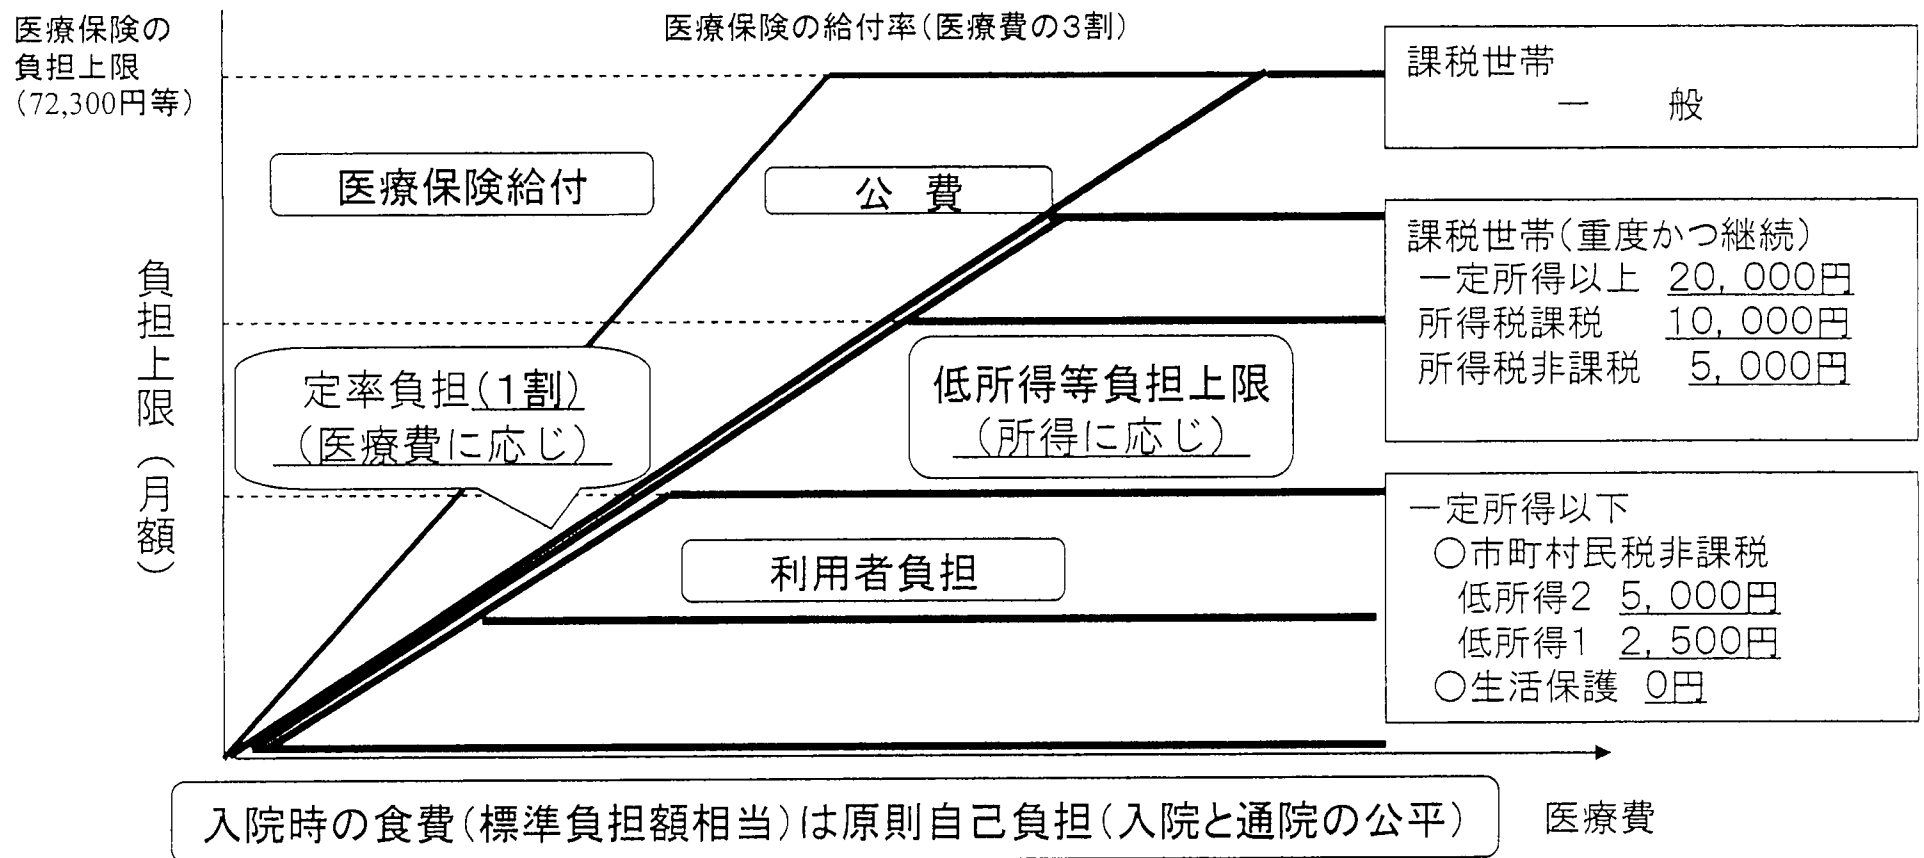 医療保険の
負担上限
（72,300円等）
医療保険の給付率（医療費の３割）
課税世帯
一　般
医療保険給付
公　費
課税世帯（重度かつ継続）
一定所得以上　20，000円
所得税課税　10，000円
所得税非課税　5，000円
負担上限（月額）
定率負担（１割）
（医療費に応じ）
低所得等負担上限
（所得に応じ）
一定所得以下
○市町村民税非課税
低所得2　5，000円
低所得1　2，500円
○生活保護　0円
利用者負担
入院時の食費（標準負担額相当）は原則自己負担（入院と通院の公平）
医療費